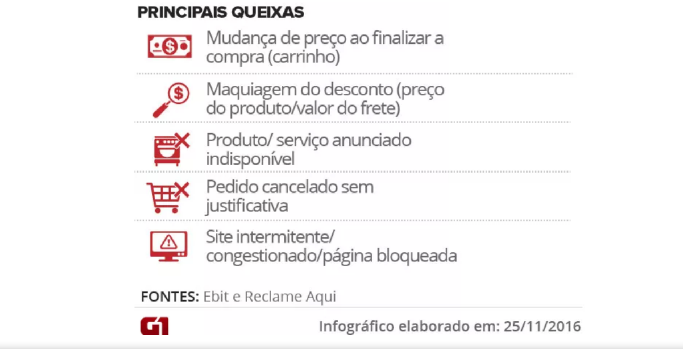 PRINCIPAIS QUEIXAS
Mudança de preço ao finalizar a
compra (carrinho)
Maquiagem do desconto (preço
do produto/valor do frete)
Produto/ serviço anunciado
indisponível
Pedido cancelado sem
justificativa
Site intermitente/
congestionado/página bloqueada
FONTES: Ebit e Reclame Aqui
G1
Infográfico elaborado em: 25/11/2016